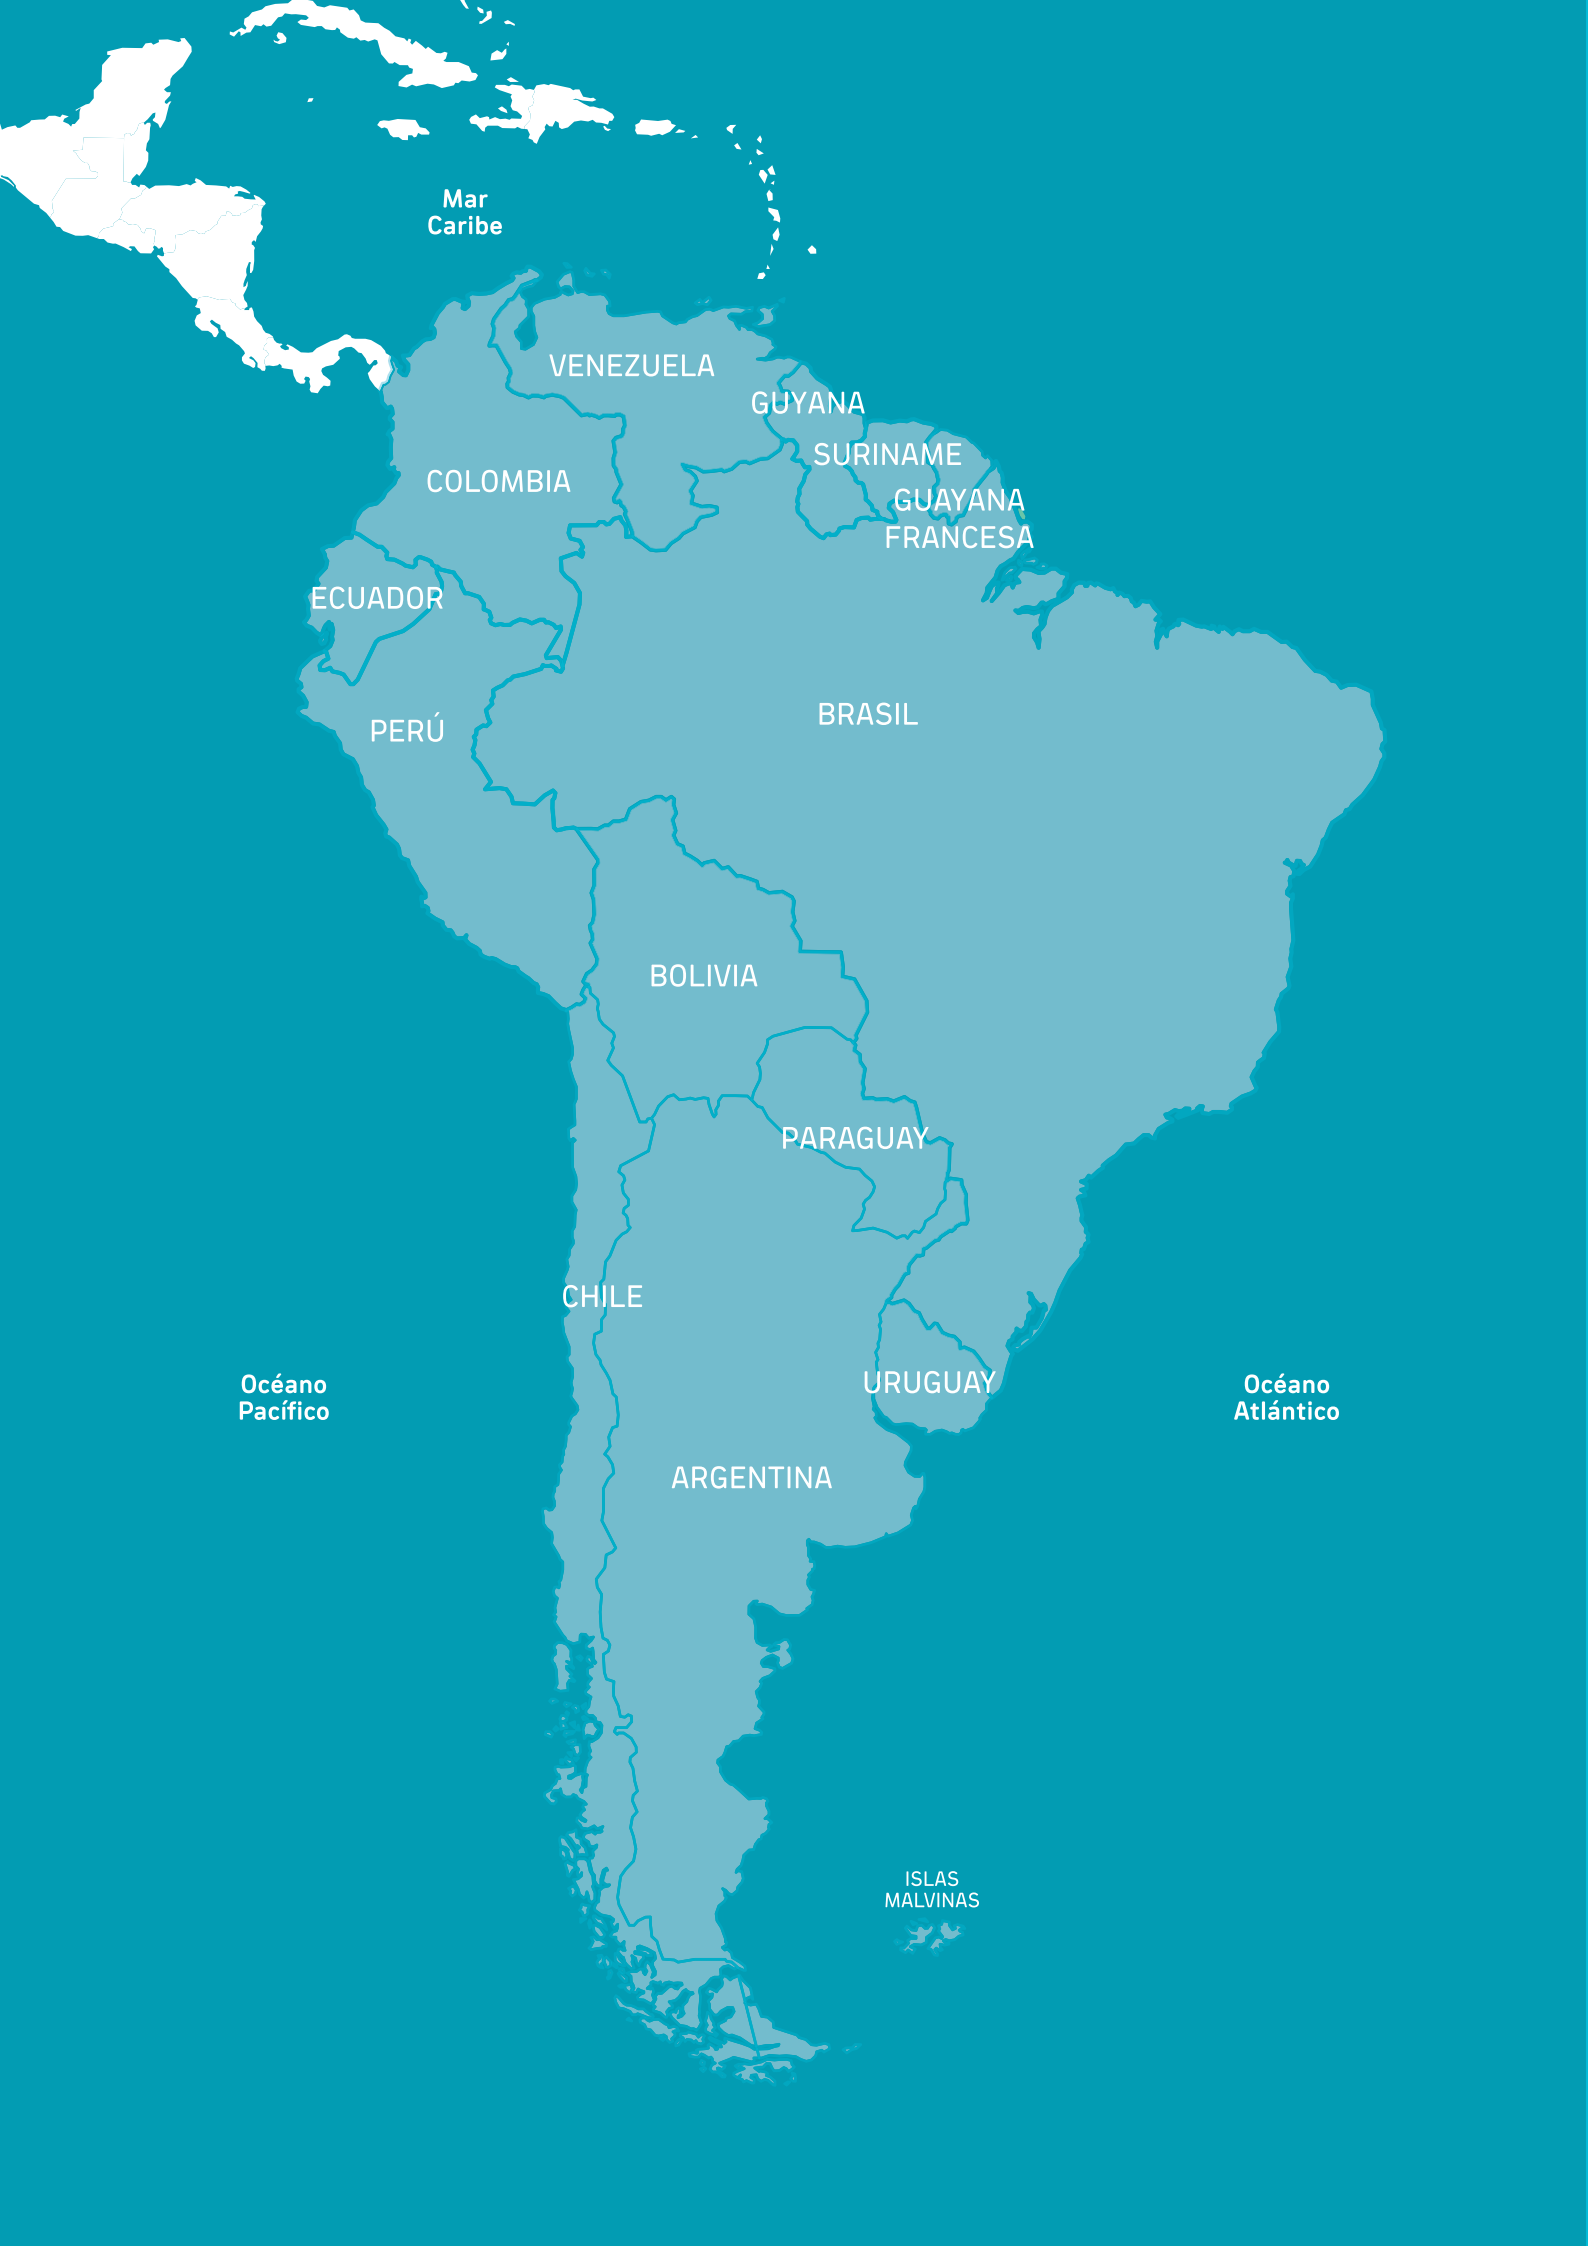 Mar
Caribe
VENEZUELA
GUYANA
SURINAME
COLOMBIA
GUAYANA
FRANCESA
ECUADOR
BRASIL
PERÚ
BOLIVIA
PARAGUAY
CHILE
URUGUAY
Océano
Pacífico
Océano
Atlántico
ARGENTINA
ISLAS
MALVINAS